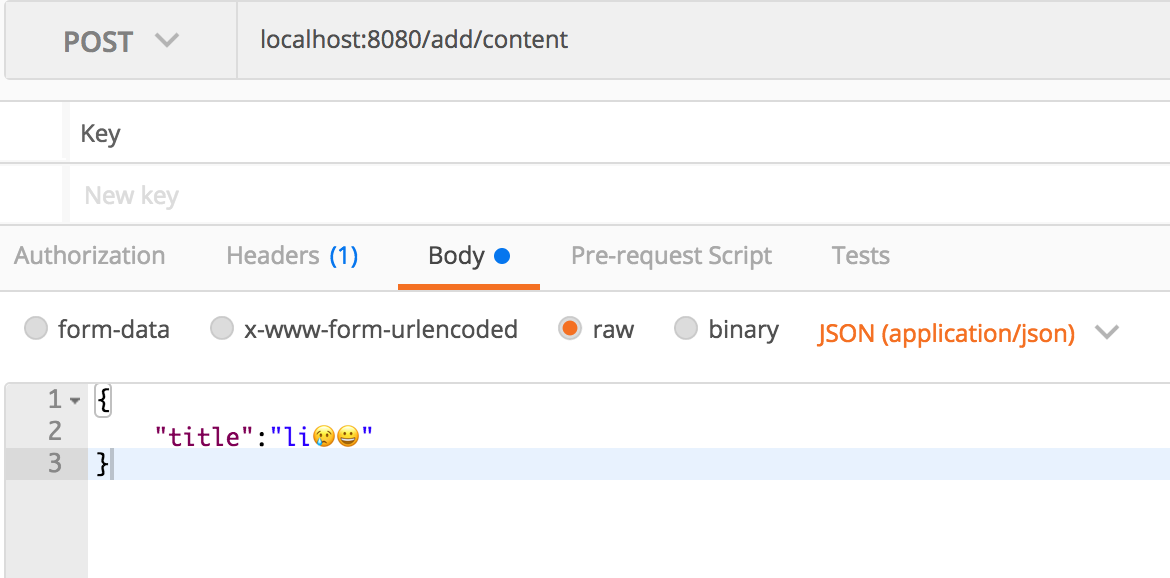 POST localhost:8080/add/content
Key
New key
Authorization Headers (1) Body Pre-request Script Tests
form-data x-www-form-urlencoded raw binary JSON (application/json)
1 {
2 "title":"li😢😀"
3 }